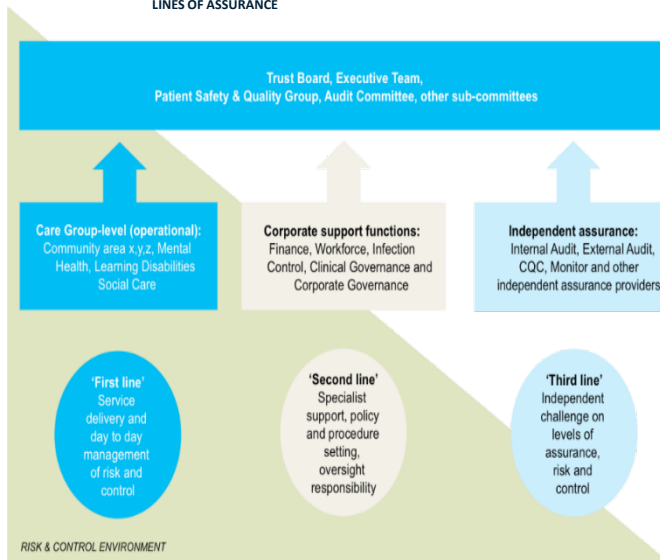 LINES OF ASSURANCE
Trust Board, Executive Team,
Patient Safety & Quality Group, Audit Committee, other sub-committees
Care Group-level (operational):
Community area x,y,z, Mental
Health, Learning Disabilities
Social Care
Corporate support functions:
Finance, Workforce, Infection
Control, Clinical Governance and
Corporate Governance
Independent assurance:
Internal Audit, External Audit,
CQC, Monitor and other
independent assurance providers
'First line'
Service
delivery and
day to day
management
of risk and
control
'Second line'
Specialist
support, policy
and procedure
setting,
oversight
responsibility
'Third line'
Independent
challenge on
levels of
assurance,
risk and
control
RISK & CONTROL ENVIRONMENT